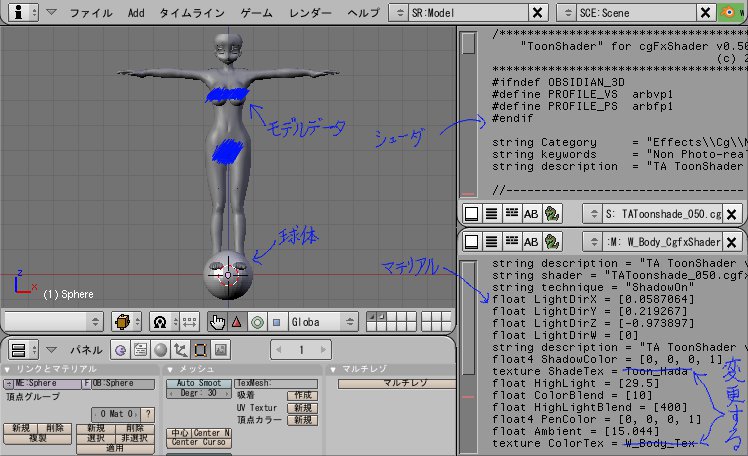 ファイル Add タイムライン ゲーム レンダー ヘルプ SR:Model SCE:Scene
モデルデータ
球体
シェーダ
マテリアル
変更する
z
x
(1) Sphere
Globa
パネル 1
リンクとマテリアル
ME:Sphere F OB:Sphere
頂点グループ
0 Mat 0 ?
新規 削除 新規 削除
複製 選択 非選択
適用
メッシュ
Auto Smoot TexMesh:
Degr: 30 吸着 作成
UV Textur 新規
頂点カラー 新規
中心 Center N
Center Curso
マルチレゾ
マルチレゾ
/************************************
"ToonShader" for cgFxShader v0.50
(c) 2
#ifndef OBSIDIAN_3D
#define PROFILE_VS arbvp1
#define PROFILE_PS arbfp1
#endif
string Category = "Effects\\Cg\\
string keywords = "Non Photo-rea
string description = "TA ToonShader
//------------------------------
AB S: TAToonshade_050.cg
AB :M: W_Body_CgfxShader
string description = "TA ToonShader v
string shader = "TAToonshade_050.cgfx
string technique = "ShadowOn"
float LightDirX = [0.0587064]
float LightDirY = [0.219267]
float LightDirZ = [-0.973897]
float LightDirW = [0]
string description = "TA ToonShader v
float4 ShadowColor = [0, 0, 0, 1]
texture ShadeTex = Toon_Hada
float HighLight = [29.5]
float ColorBlend = [10]
float HighLightBlend = [400]
float4 PenColor = [0, 0, 0, 1]
float Ambient = [15.044]
texture ColorTex = W_Body_Tex